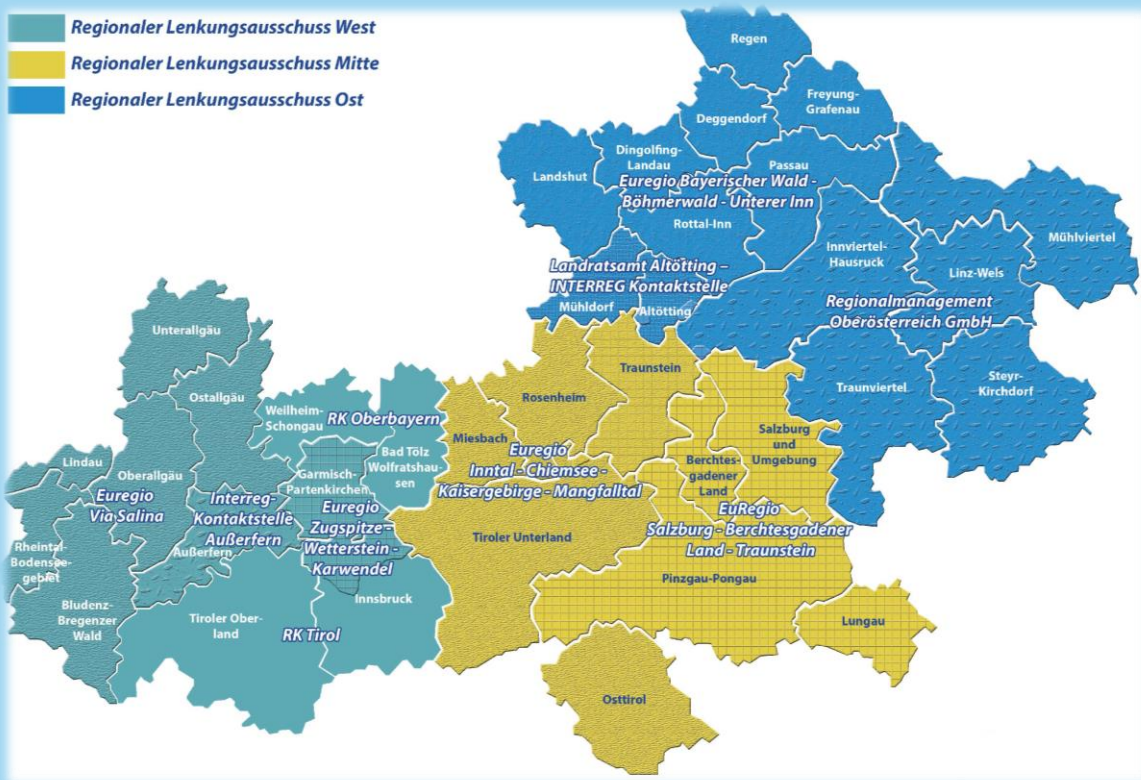 Regionaler Lenkungsausschuss West
Regionaler Lenkungsausschuss Mitte
Regionaler Lenkungsausschuss Ost
Regen
Freyung-
Grafenau
Deggendorf
Dingolfing-
Landau
Passau
Landshut
Euregio Bayerischer Wald -
Böhmerwald - Unterer Inn
Rottal-Inn
Mühlviertel
Innviertel-
Hausruck
Linz-Wels
Landratsamt Altötting –
INTERREG Kontaktstelle
Mühldorf
Altötting
Regionalmanagement
Oberösterreich GmbH
Traunviertel
Steyr-
Kirchdorf
Unterallgäu
Ostallgäu
Weilheim-
Schongau
RK Oberbayern
Bad Tölz
Wolfratshau-
sen
Lindau
Oberallgäu
Garmisch-
Partenkirchen
Euregio
Via Salina
Interreg-
Kontaktstelle
Außerfern
Euregio
Zugspitze -
Wetterstein -
Karwendel
Rheintal-
Bodensee-
gebiet
Außerfern
Bludenz-
Bregenzer
Wald
Tiroler Ober-
land
RK Tirol
Innsbruck
Rosenheim
Traunstein
Miesbach
Euregio
Inntal - Chiemsee -
Kaisergebirge - Mangfalltal
Salzburg
und
Umgebung
Berchtes-
gadener
Land
EuRegio
Salzburg - Berchtesgadener
Land - Traunstein
Tiroler Unterland
Pinzgau-Pongau
Lungau
Osttirol